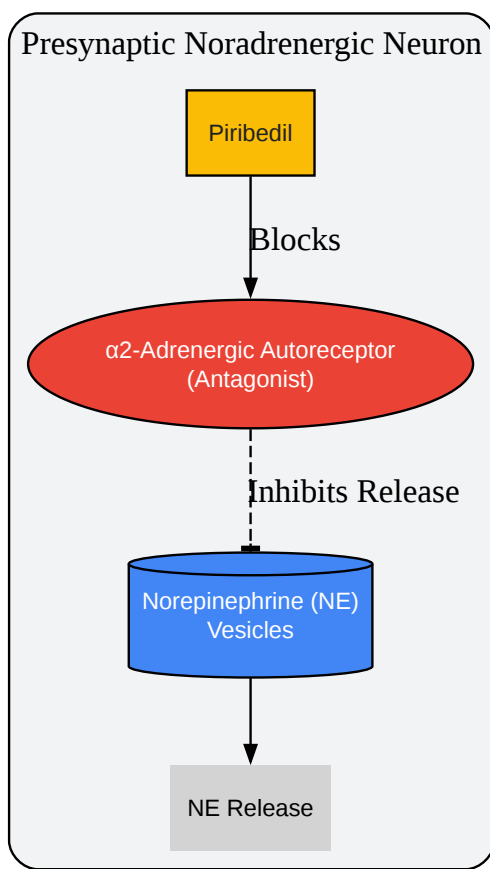 Presynaptic Noradrenergic Neuron
Piribedil
Blocks
α2-Adrenergic Autoreceptor
(Antagonist)
Inhibits Release
Norepinephrine (NE)
Vesicles
NE Release